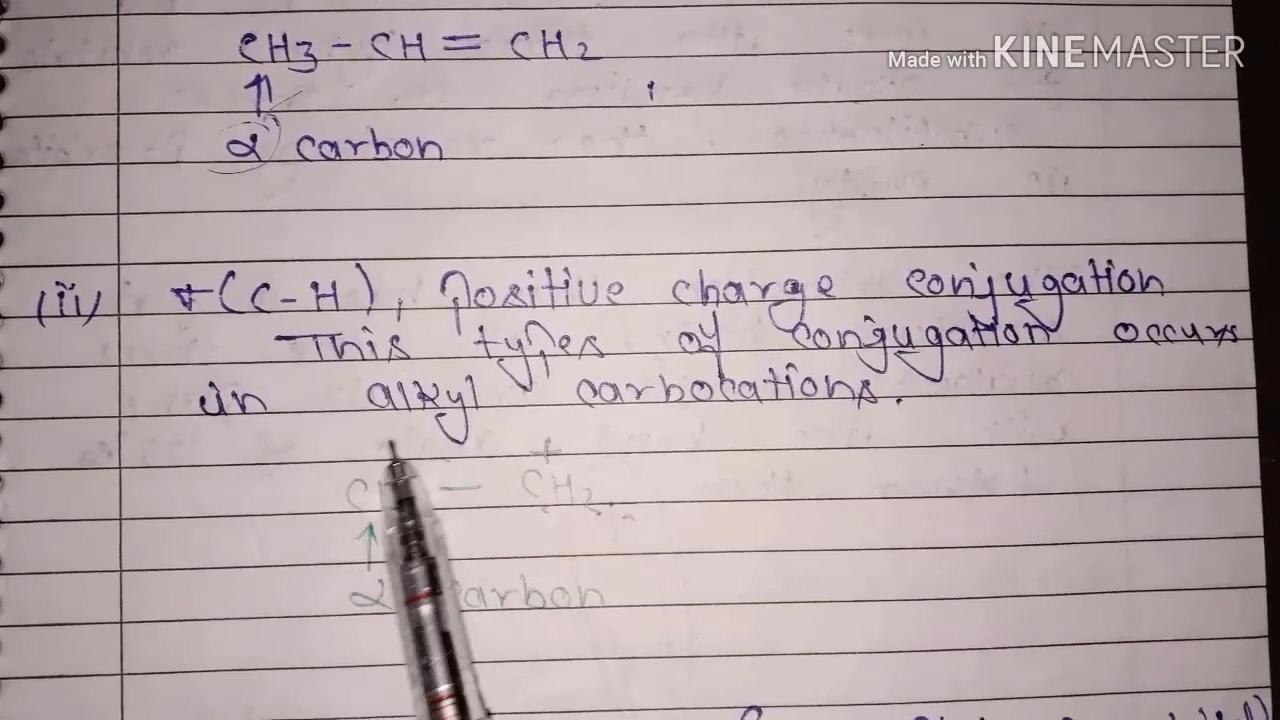 Made with KINEMASTER
CH3 - CH = CH2
↑
α carbon
(ii) σ(C-H), Positive charge conjugation
This types of conjugation occurs
in alkyl carbocations.
+
- CH2
↑
α arbon